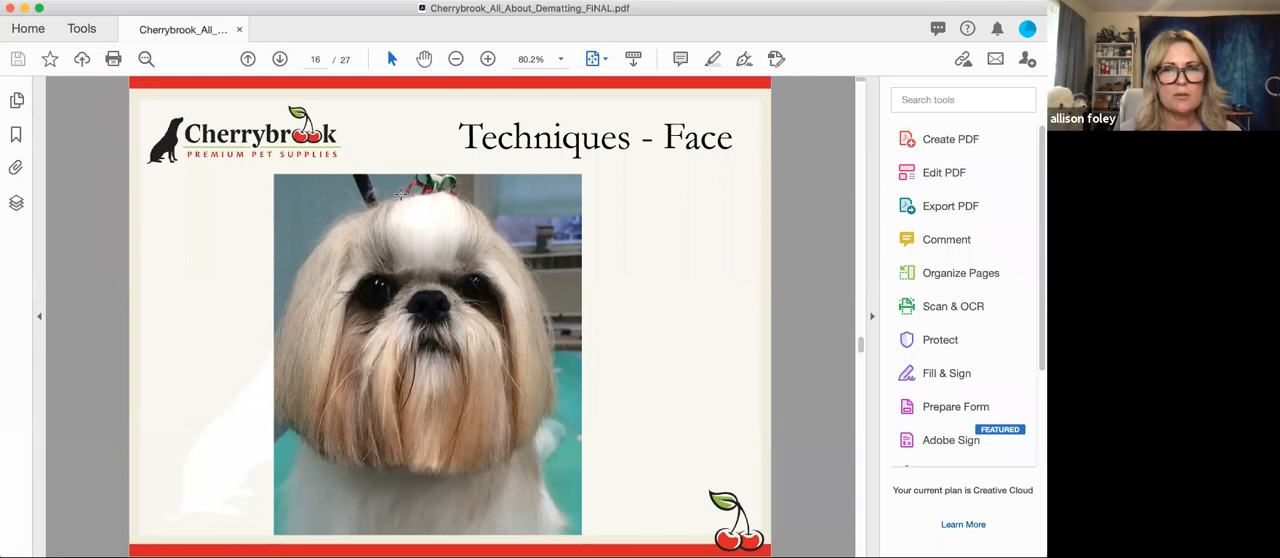 Cherrybrook_All_About_Dematting_FINAL.pdf
Home
Tools
Cherrybrook_All_...
×
16 / 27
80.2%
Cherrybrook
PREMIUM PET SUPPLIES
Techniques - Face
Search tools
Create PDF
Edit PDF
Export PDF
Comment
Organize Pages
Scan & OCR
Protect
Fill & Sign
Prepare Form
FEATURED
Adobe Sign
Your current plan is Creative Cloud
Learn More
allison foley